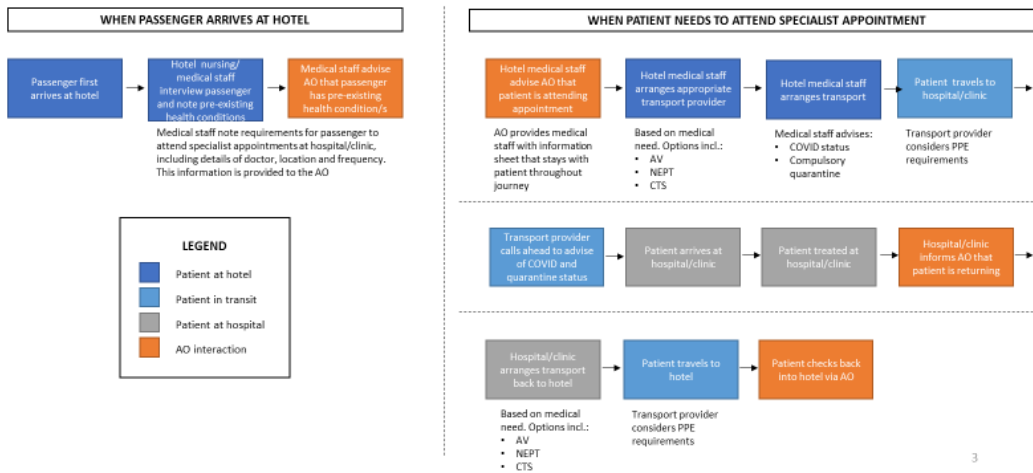 WHEN PASSENGER ARRIVES AT HOTEL
Passenger first
arrives at hotel
Hotel nursing/
medical staff
interview passenger
and note pre-existing
health conditions
Medical staff advise
AO that passenger
has pre-existing
health condition/s
Medical staff note requirements for passenger to
attend specialist appointments at hospital/clinic,
including details of doctor, location and frequency.
This information is provided to the AO
LEGEND
Patient at hotel
Patient in transit
Patient at hospital
AO interaction
WHEN PATIENT NEEDS TO ATTEND SPECIALIST APPOINTMENT
Hotel medical staff
advise AO that
patient is attending
appointment
Hotel medical staff
arranges appropriate
transport provider
Hotel medical staff
arranges transport
Patient travels to
hospital/clinic
AO provides medical
staff with information
sheet that stays with
patient throughout
journey
Based on medical
need. Options incl.:
• AV
• NEPT
• CTS
Medical staff advises:
• COVID status
• Compulsory
quarantine
Transport provider
considers PPE
requirements
Transport provider
calls ahead to advise
of COVID and
quarantine status
Patient arrives at
hospital/clinic
Patient treated at
hospital/clinic
Hospital/clinic
informs AO that
patient is returning
Hospital/clinic
arranges transport
back to hotel
Patient travels to
hotel
Patient checks back
into hotel via AO
Based on medical
need. Options incl.:
• AV
• NEPT
• CTS
Transport provider
considers PPE
requirements
3